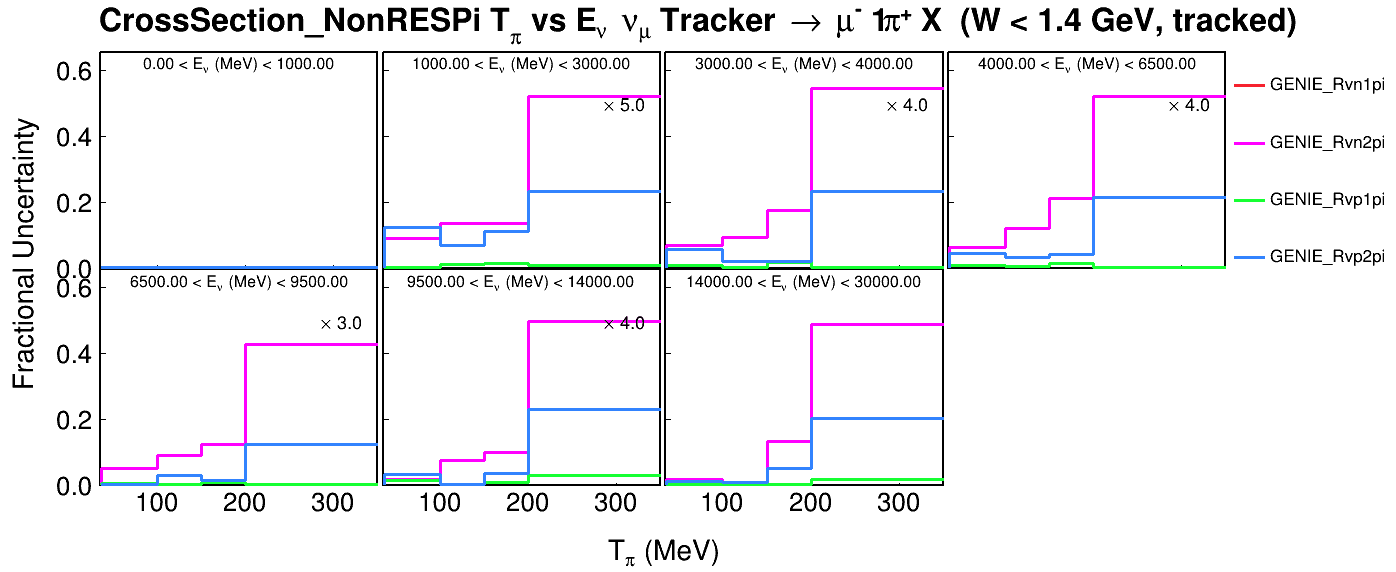 CrossSection_NonRESPi T_π vs E_ν ν_μ Tracker → μ⁻ 1π⁺ X (W < 1.4 GeV, tracked)
Fractional Uncertainty
0.6
0.4
0.2
0.0
0.00 < E_ν (MeV) < 1000.00
1000.00 < E_ν (MeV) < 3000.00
× 5.0
3000.00 < E_ν (MeV) < 4000.00
× 4.0
4000.00 < E_ν (MeV) < 6500.00
× 4.0
GENIE_Rvn1pi
GENIE_Rvn2pi
GENIE_Rvp1pi
GENIE_Rvp2pi
0.6
0.4
0.2
0.0
6500.00 < E_ν (MeV) < 9500.00
× 3.0
9500.00 < E_ν (MeV) < 14000.00
× 4.0
14000.00 < E_ν (MeV) < 30000.00
100 200 300
100 200 300
100 200 300
T_π (MeV)